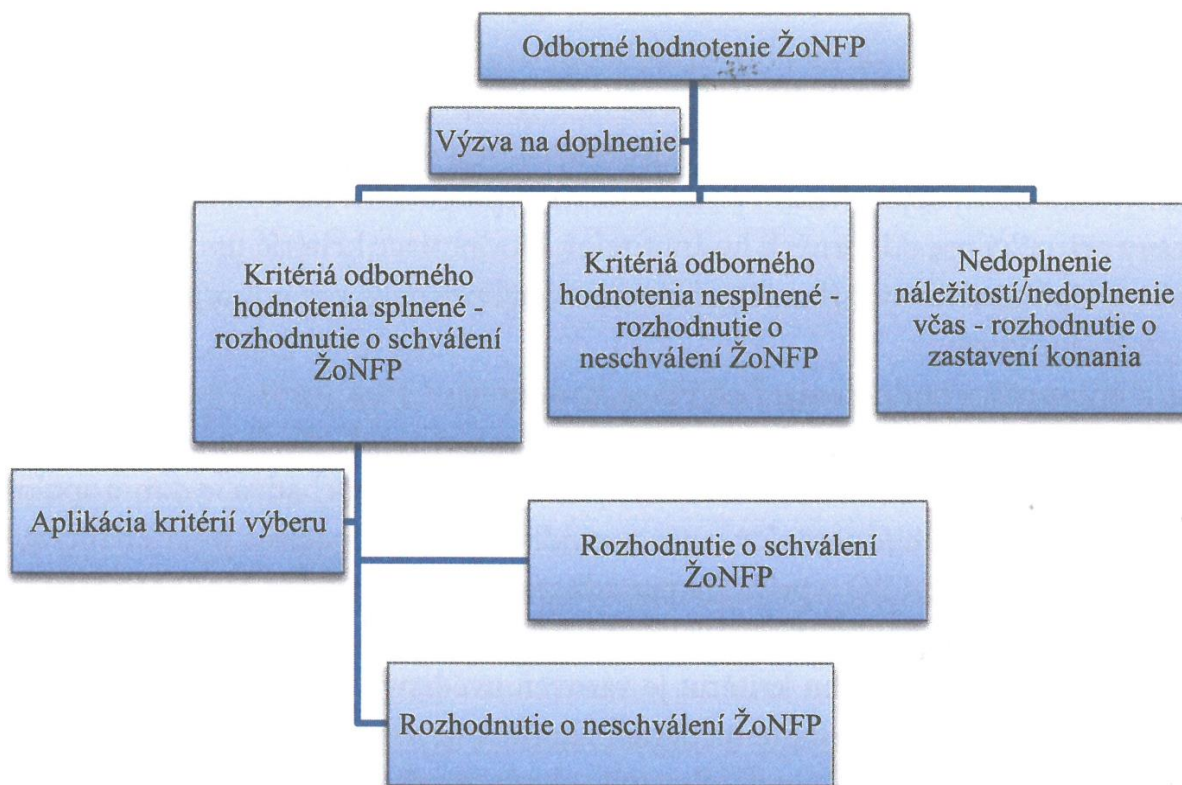 Odborné hodnotenie ŽoNFP
Výzva na doplnenie
Kritériá odborného
hodnotenia splnené -
rozhodnutie o schválení
ŽoNFP
Kritériá odborného
hodnotenia nesplnené -
rozhodnutie o
neschválení ŽoNFP
Nedoplnenie
náležitostí/nedoplnenie
včas - rozhodnutie o
zastavení konania
Aplikácia kritérií výberu
Rozhodnutie o schválení
ŽoNFP
Rozhodnutie o neschválení ŽoNFP